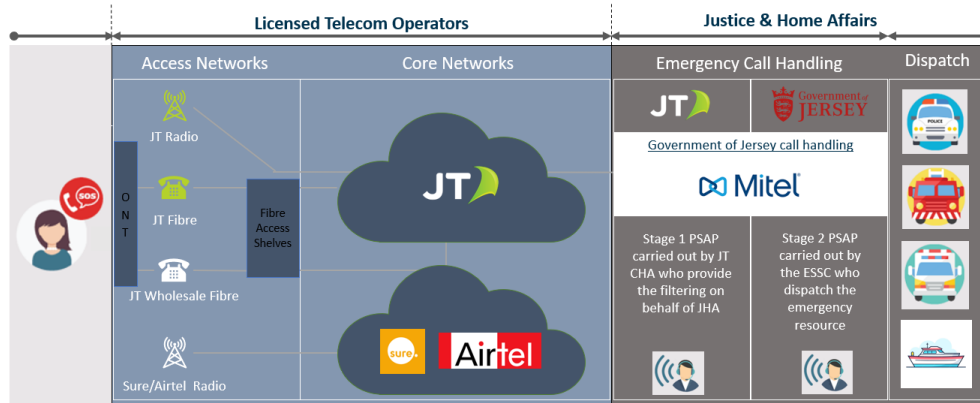 Licensed Telecom Operators
Justice & Home Affairs
Access Networks
Core Networks
Emergency Call Handling
Dispatch
SOS
O
N
T
JT Radio
JT Fibre
JT Wholesale Fibre
Sure/Airtel Radio
Fibre
Access
Shelves
JT
sure.
Airtel
JT
Government of
JERSEY
Government of Jersey call handling
Mitel
Stage 1 PSAP
carried out by JT
CHA who provide
the filtering on
behalf of JHA
Stage 2 PSAP
carried out by
the ESSC who
dispatch the
emergency
resource
POLICE